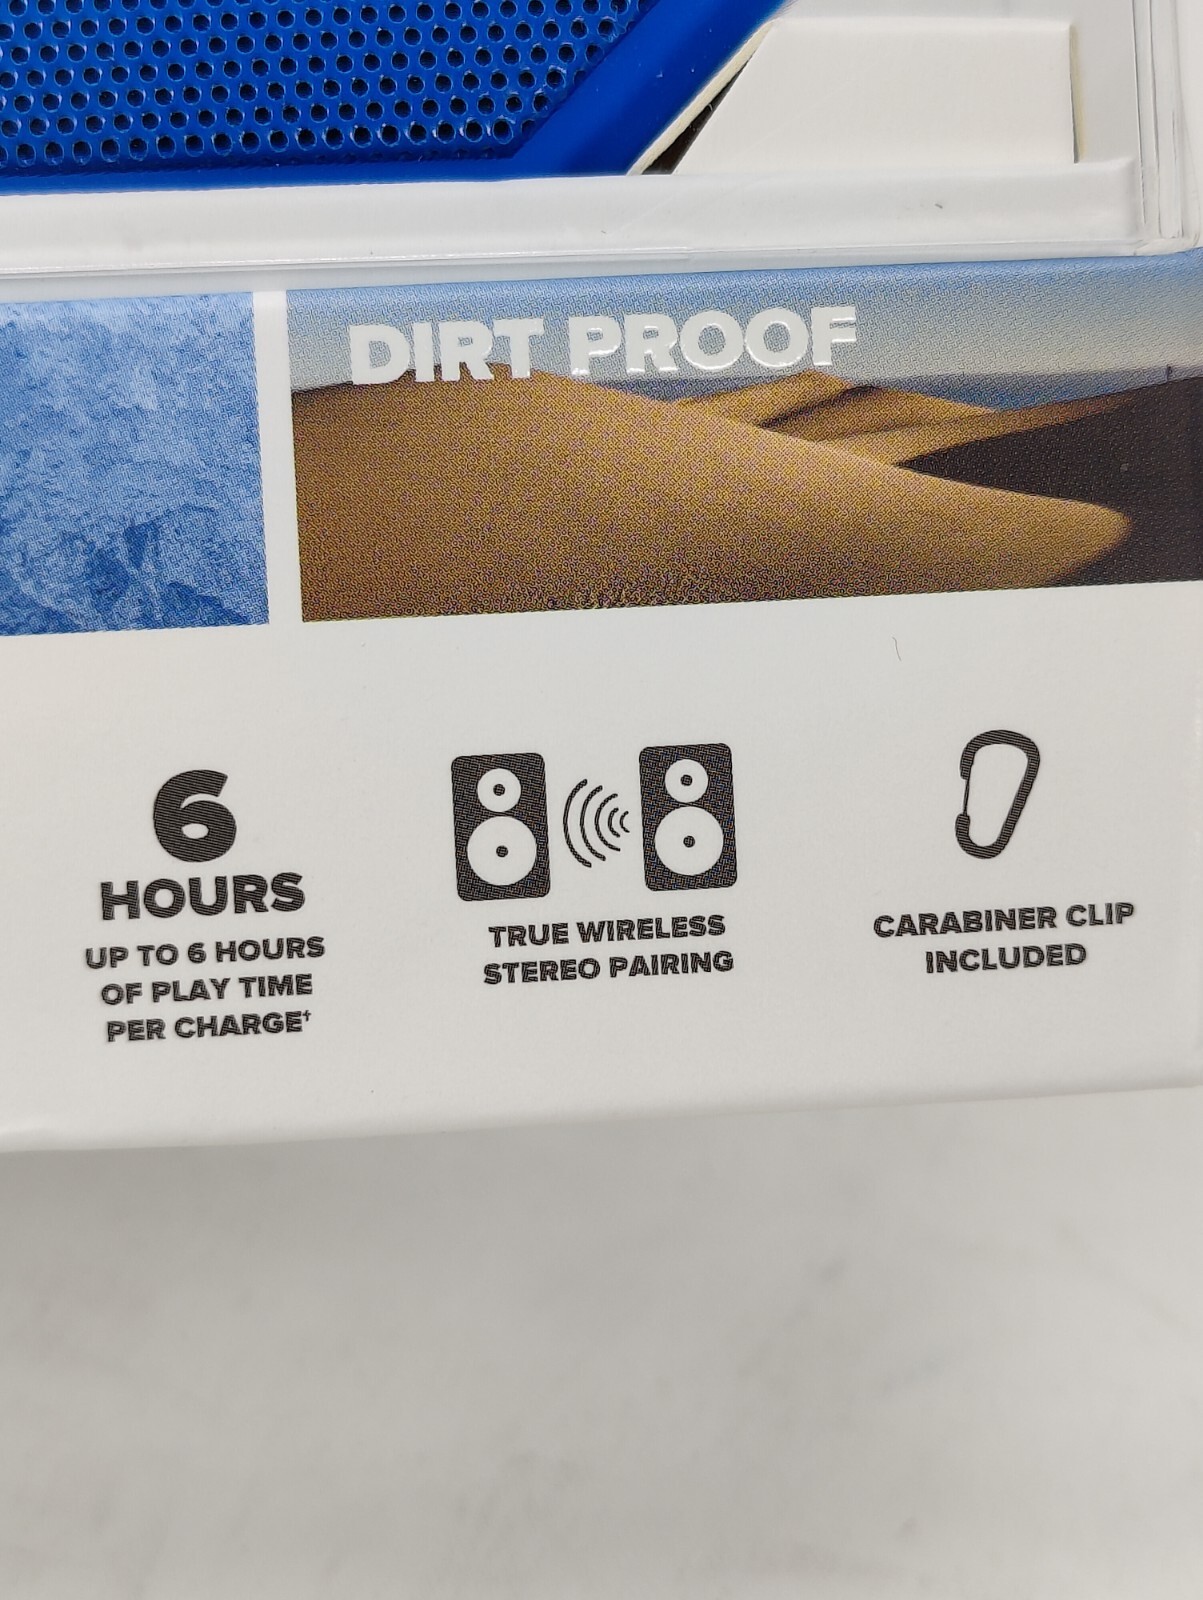 DIRT PROOF
6
HOURS
UP TO 6 HOURS
OF PLAY TIME
PER CHARGE†
TRUE WIRELESS
STEREO PAIRING
CARABINER CLIP
INCLUDED